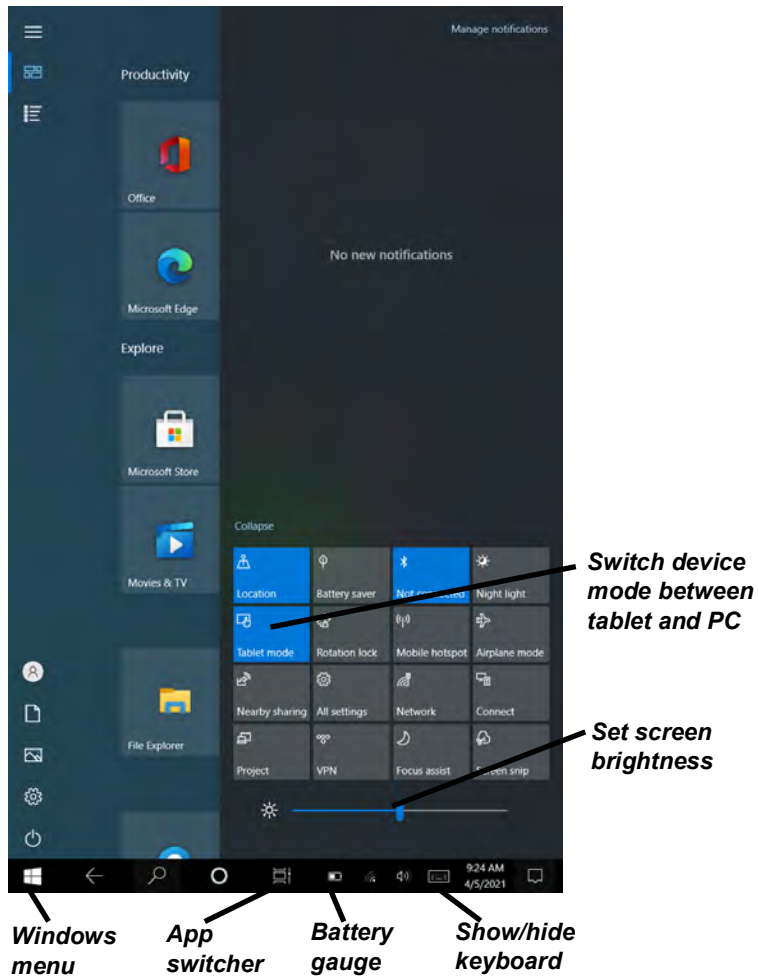 Manage notifications
Productivity
Office
No new notifications
Microsoft Edge
Explore
Microsoft Store
Movies & TV
File Explorer
Collapse
Location
Battery saver
Not connected
Night light
Tablet mode
Rotation lock
Mobile hotspot
Airplane mode
Nearby sharing
All settings
Network
Connect
Project
VPN
Focus assist
Screen snip
9:24 AM
4/5/2021
Switch device
mode between
tablet and PC
Set screen
brightness
Windows
menu
App
switcher
Battery
gauge
Show/hide
keyboard